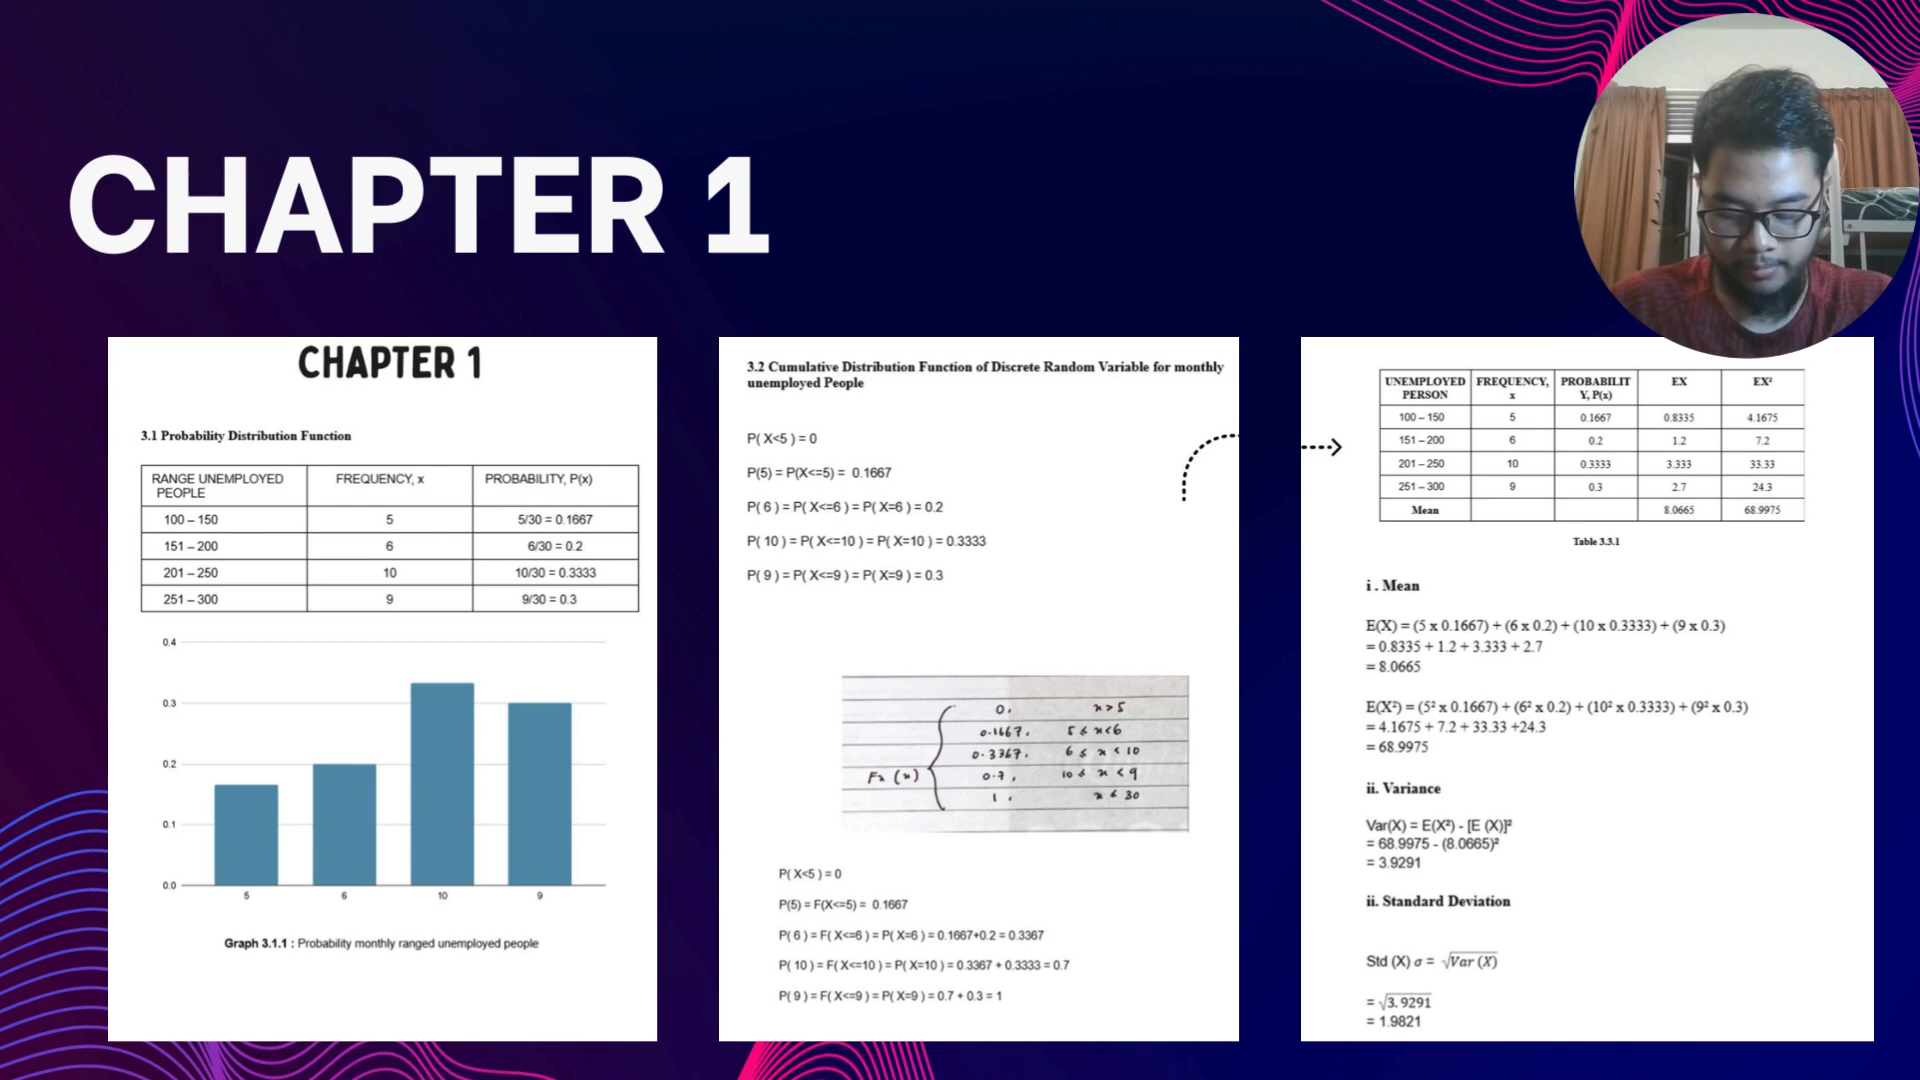 CHAPTER 1
CHAPTER 1
3.1 Probability Distribution Function
RANGE UNEMPLOYED PEOPLE FREQUENCY, x PROBABILITY, P(x)
100 – 150 5 5/30 = 0.1667
151 – 200 6 6/30 = 0.2
201 – 250 10 10/30 = 0.3333
251 – 300 9 9/30 = 0.3
0.4
0.3
0.2
0.1
0.0
5 6 10 9
Graph 3.1.1 : Probability monthly ranged unemployed people
3.2 Cumulative Distribution Function of Discrete Random Variable for monthly
unemployed People
P( X<5 ) = 0
P(5) = P(X<=5) = 0.1667
P( 6 ) = P( X<=6 ) = P( X=6 ) = 0.2
P( 10 ) = P( X<=10 ) = P( X=10 ) = 0.3333
P( 9 ) = P( X<=9 ) = P( X=9 ) = 0.3
0, x > 5
0.1667, 5 ≤ x < 6
0.3367, 6 ≤ x < 10
Fx (x) 0.7, 10 ≤ x < 9
1, x ≤ 30
P( X<5 ) = 0
P(5) = F(X<=5) = 0.1667
P( 6 ) = F( X<=6 ) = P( X=6 ) = 0.1667+0.2 = 0.3367
P( 10 ) = F( X<=10 ) = P( X=10 ) = 0.3367 + 0.3333 = 0.7
P( 9 ) = F( X<=9 ) = P( X=9 ) = 0.7 + 0.3 = 1
UNEMPLOYED PERSON FREQUENCY, x PROBABILIT Y, P(x) EX EX²
100 – 150 5 0.1667 0.8335 4.1675
151 – 200 6 0.2 1.2 7.2
201 – 250 10 0.3333 3.333 33.33
251 – 300 9 0.3 2.7 24.3
Mean 8.0665 68.9975
Table 3.3.1
i . Mean
E(X) = (5 x 0.1667) + (6 x 0.2) + (10 x 0.3333) + (9 x 0.3)
= 0.8335 + 1.2 + 3.333 + 2.7
= 8.0665
E(X²) = (5² x 0.1667) + (6² x 0.2) + (10² x 0.3333) + (9² x 0.3)
= 4.1675 + 7.2 + 33.33 +24.3
= 68.9975
ii. Variance
Var(X) = E(X²) - [E (X)]²
= 68.9975 - (8.0665)²
= 3.9291
ii. Standard Deviation
Std (X) σ = √Var (X)
= √3.9291
= 1.9821